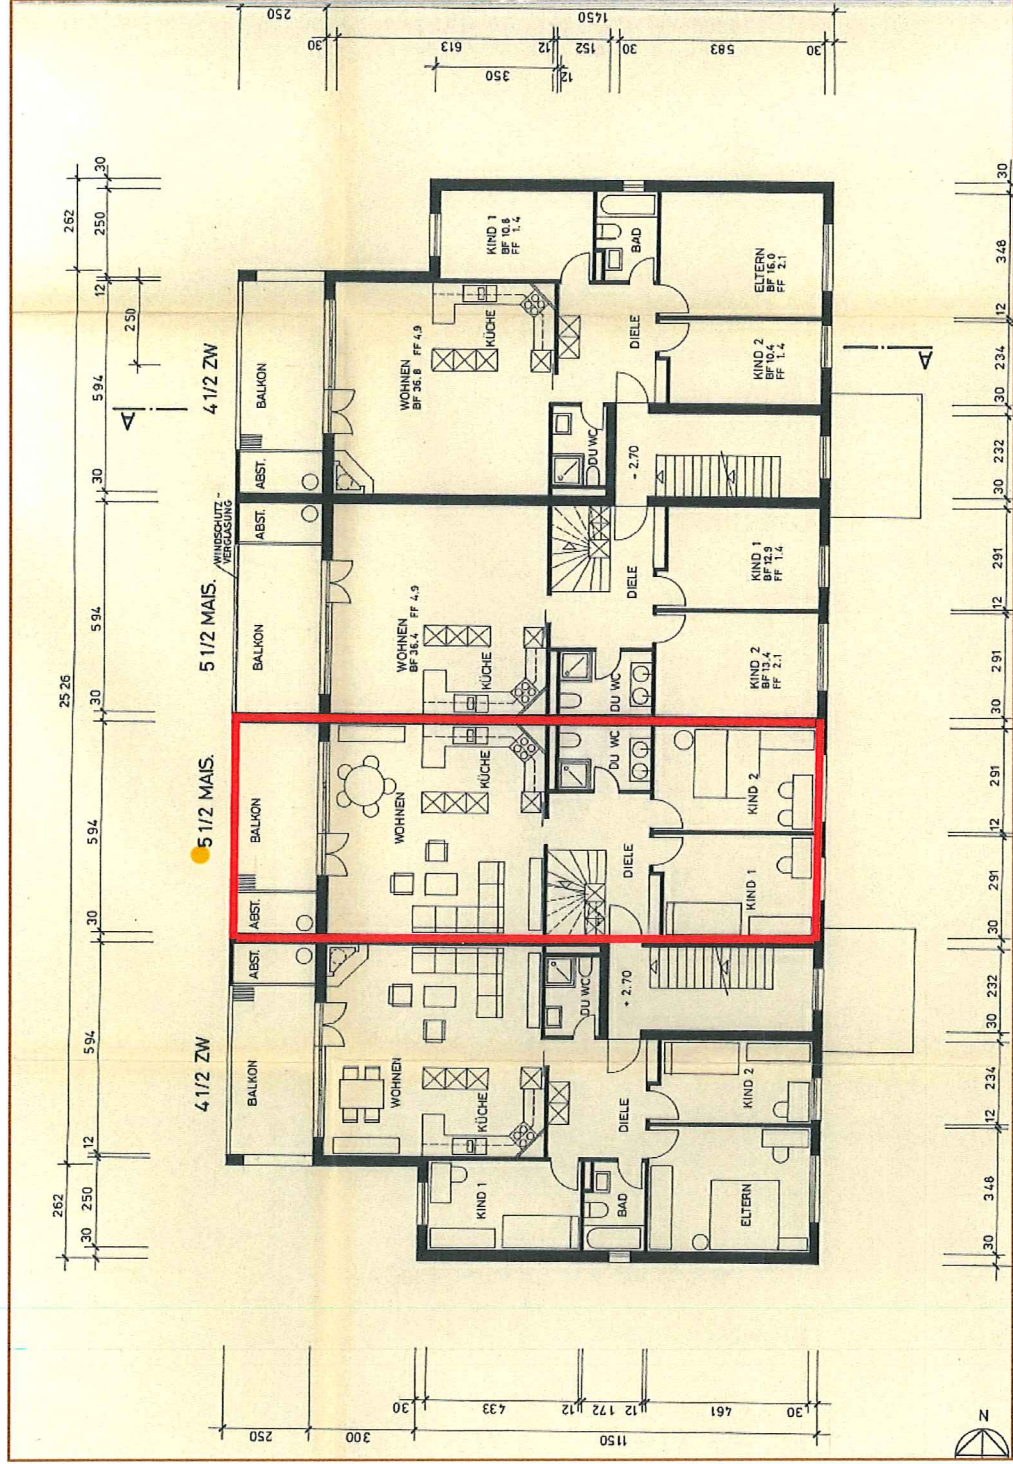 250
1450
30
613
12
152
30
583
30
350
12
262
2526
262
30
250
12
594
30
594
30
594
30
594
12
250
30
250
4 1/2 ZW
5 1/2 MAIS.
5 1/2 MAIS.
4 1/2 ZW
A
A
WINDSCHUTZ-
VERGLASUNG
BALKON
ABST.
KIND 1
BF 10.8
FF 1.4
WOHNEN
BF 36.8 FF 4.9
KÜCHE
BAD
DIELE
DU WC
ELTERN
BF 16.0
FF 2.1
KIND 2
BF 10.4
FF 1.4
- 2.70
ABST.
BALKON
WOHNEN
BF 36.4 FF 4.9
KÜCHE
DIELE
DU WC
KIND 1
BF 12.9
FF 1.4
KIND 2
BF 13.4
FF 2.1
BALKON
ABST.
WOHNEN
KÜCHE
DU WC
DIELE
KIND 2
KIND 1
ABST.
BALKON
WOHNEN
KÜCHE
DU WC
+ 2.70
DIELE
KIND 2
KIND 1
BAD
ELTERN
30
348
12
234
30
232
30
291
12
291
30
291
12
291
30
232
30
234
12
348
30
250
300
1150
30
433
12
172
12
461
30
N